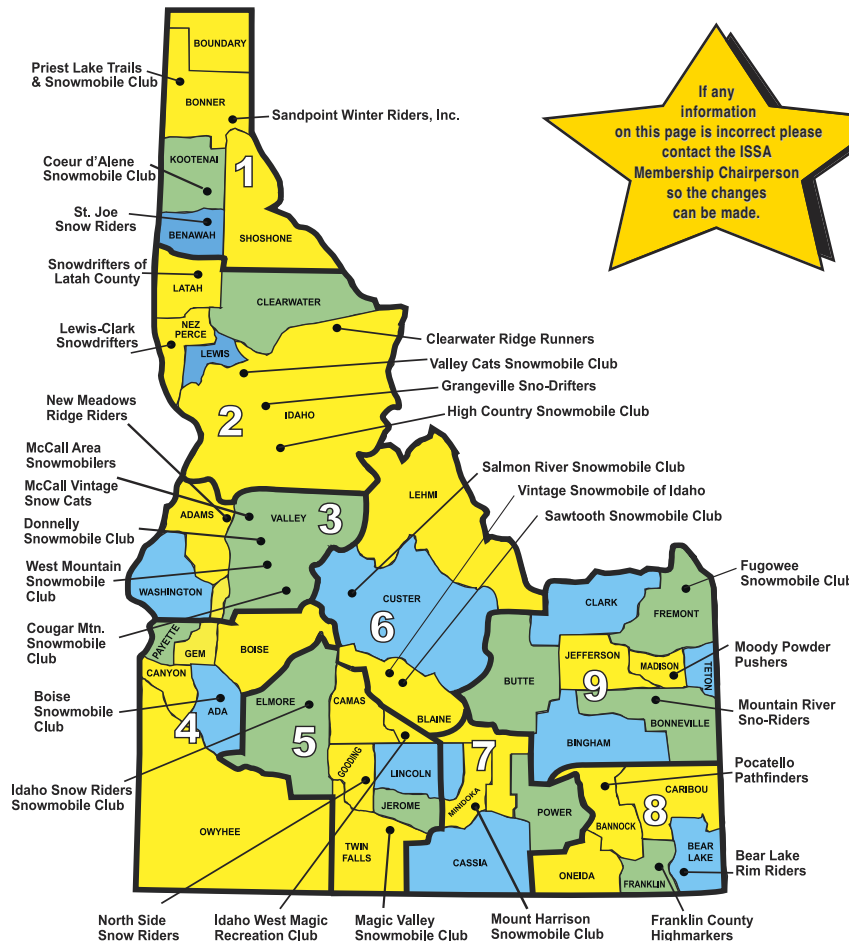 BOUNDARY
Priest Lake Trails
& Snowmobile Club
BONNER
Sandpoint Winter Riders, Inc.
If any
information
on this page is incorrect please
contact the ISSA
Membership Chairperson
so the changes
can be made.
KOOTENAI
1
Coeur d'Alene
Snowmobile Club
St. Joe
Snow Riders
BENAWAH
SHOSHONE
Snowdrifters of
Latah County
LATAH
CLEARWATER
NEZ
PERCE
Lewis-Clark
Snowdrifters
LEWIS
Clearwater Ridge Runners
Valley Cats Snowmobile Club
Grangeville Sno-Drifters
High Country Snowmobile Club
IDAHO
2
New Meadows
Ridge Riders
McCall Area
Snowmobilers
McCall Vintage
Snow Cats
Donnelly
Snowmobile Club
West Mountain
Snowmobile
Club
Cougar Mtn.
Snowmobile
Club
ADAMS
VALLEY
3
WASHINGTON
Salmon River Snowmobile Club
Vintage Snowmobile of Idaho
Sawtooth Snowmobile Club
LEHMI
CUSTER
6
CLARK
FREMONT
Fugowee
Snowmobile Club
JEFFERSON
MADISON
TETON
Moody Powder
Pushers
BUTTE
9
BONNEVILLE
Mountain River
Sno-Riders
BINGHAM
PAYETTE
GEM
BOISE
CANYON
ADA
4
Boise
Snowmobile
Club
ELMORE
5
CAMAS
BLAINE
Idaho Snow Riders
Snowmobile Club
GOODING
LINCOLN
JEROME
7
MINIDOKA
POWER
Pocatello
Pathfinders
CARIBOU
BANNOCK
8
OWYHEE
TWIN
FALLS
CASSIA
ONEIDA
FRANKLIN
BEAR
LAKE
Bear Lake
Rim Riders
North Side
Snow Riders
Idaho West Magic
Recreation Club
Magic Valley
Snowmobile Club
Mount Harrison
Snowmobile Club
Franklin County
Highmarkers